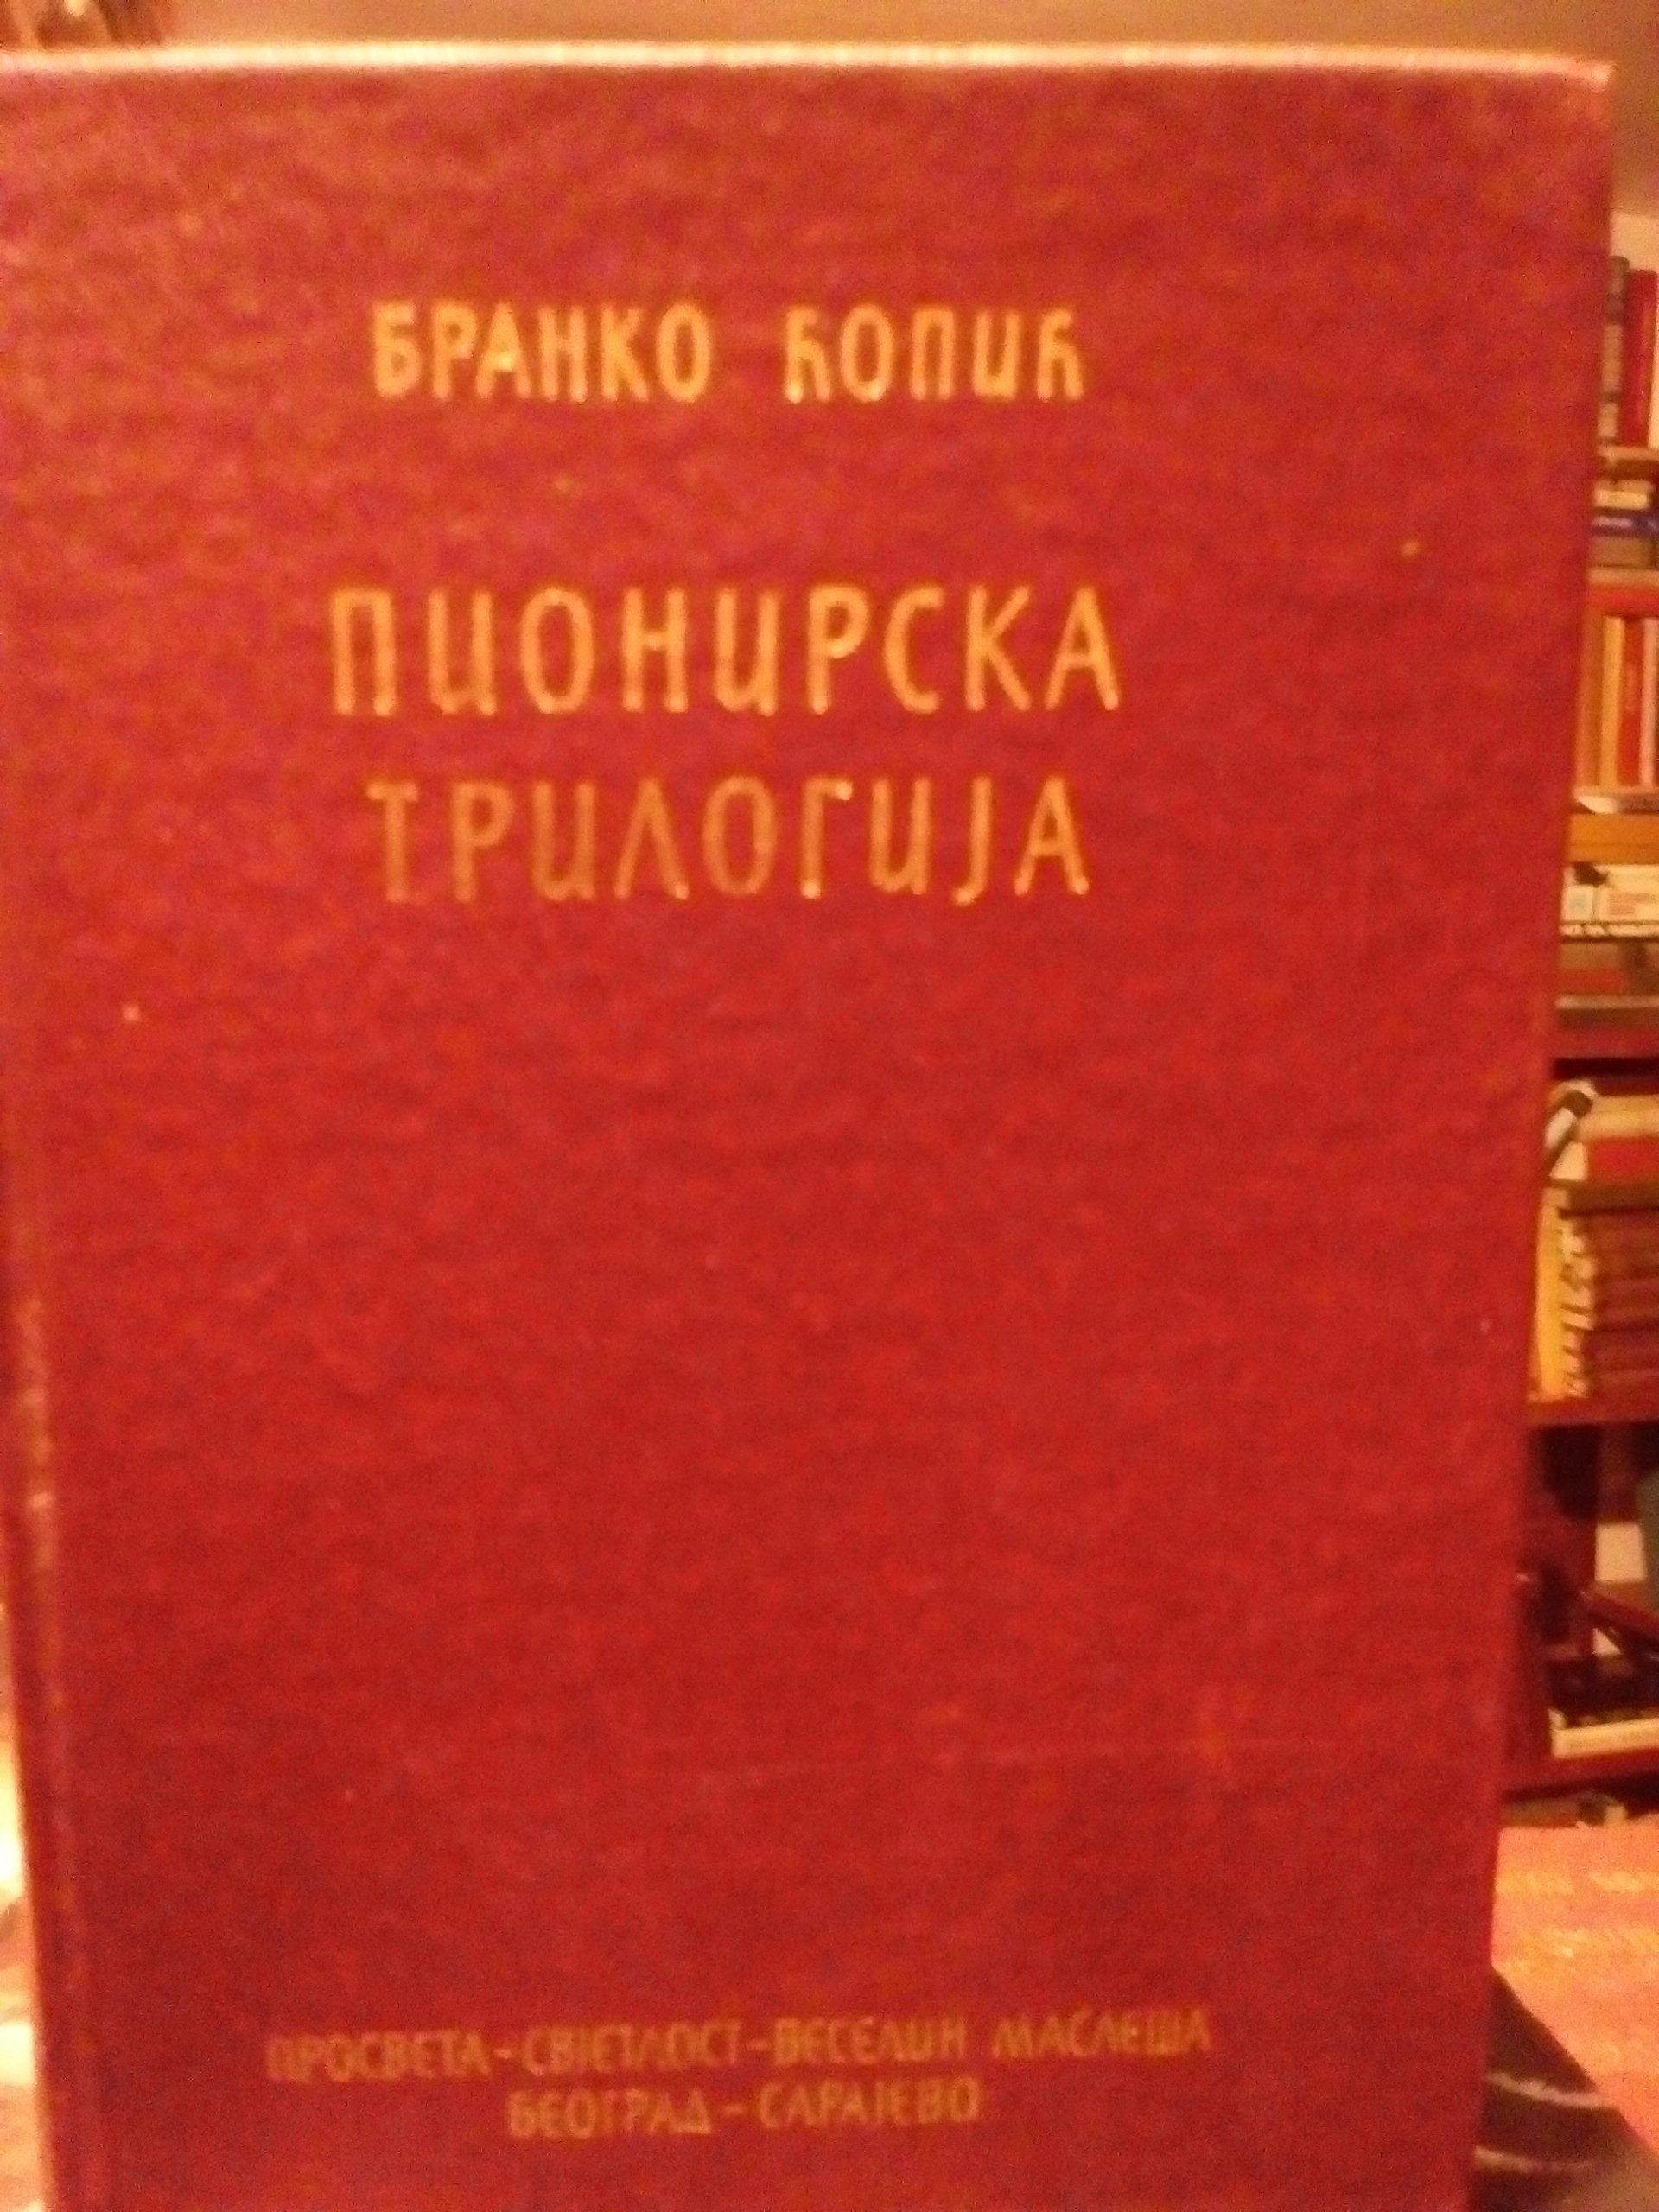 БРАНКО ЋОПИЋ
ПИОНИРСКА
ТРИЛОГИЈА
ПРОСВЕТА-СВЈЕТЛОСТ-ВЕСЕЛИН МАСЛЕША
БЕОГРАД-САРАЈЕВО